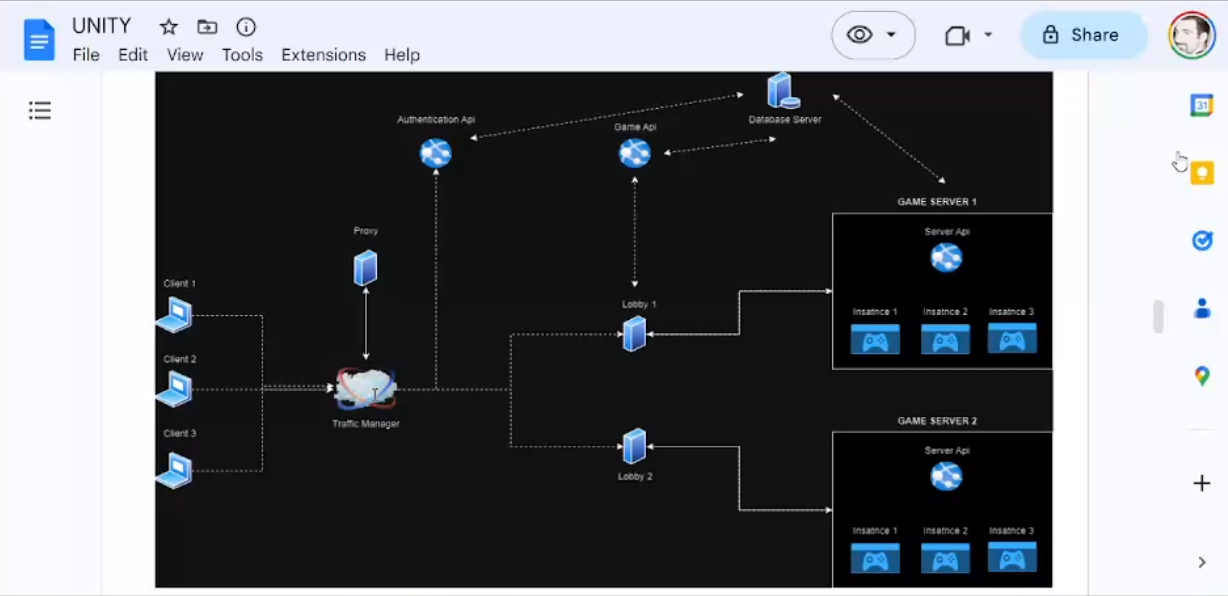 UNITY
File Edit View Tools Extensions Help
Share
31
Authentication Api
Game Api
Database Server
GAME SERVER 1
Server Api
Proxy
Client 1
Lobby 1
Insatnce 1 Insatnce 2 Insatnce 3
Client 2
Traffic Manager
Client 3
GAME SERVER 2
Server Api
Lobby 2
Insatnce 1 Insatnce 2 Insatnce 3